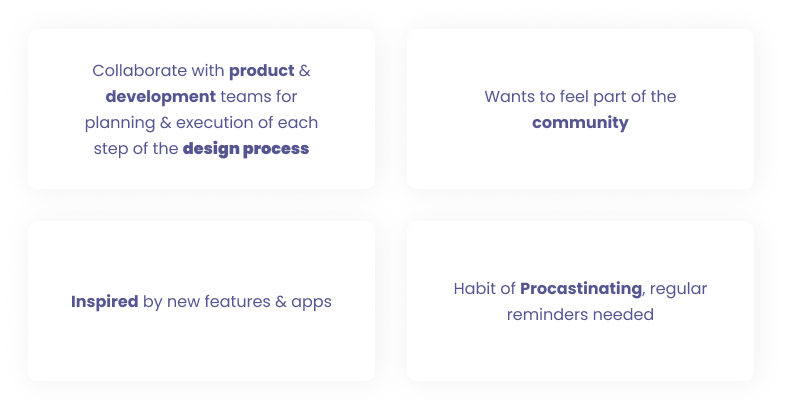 Collaborate with product &
development teams for
planning & execution of each
step of the design process
Wants to feel part of the
community
Inspired by new features & apps
Habit of Procastinating, regular
reminders needed